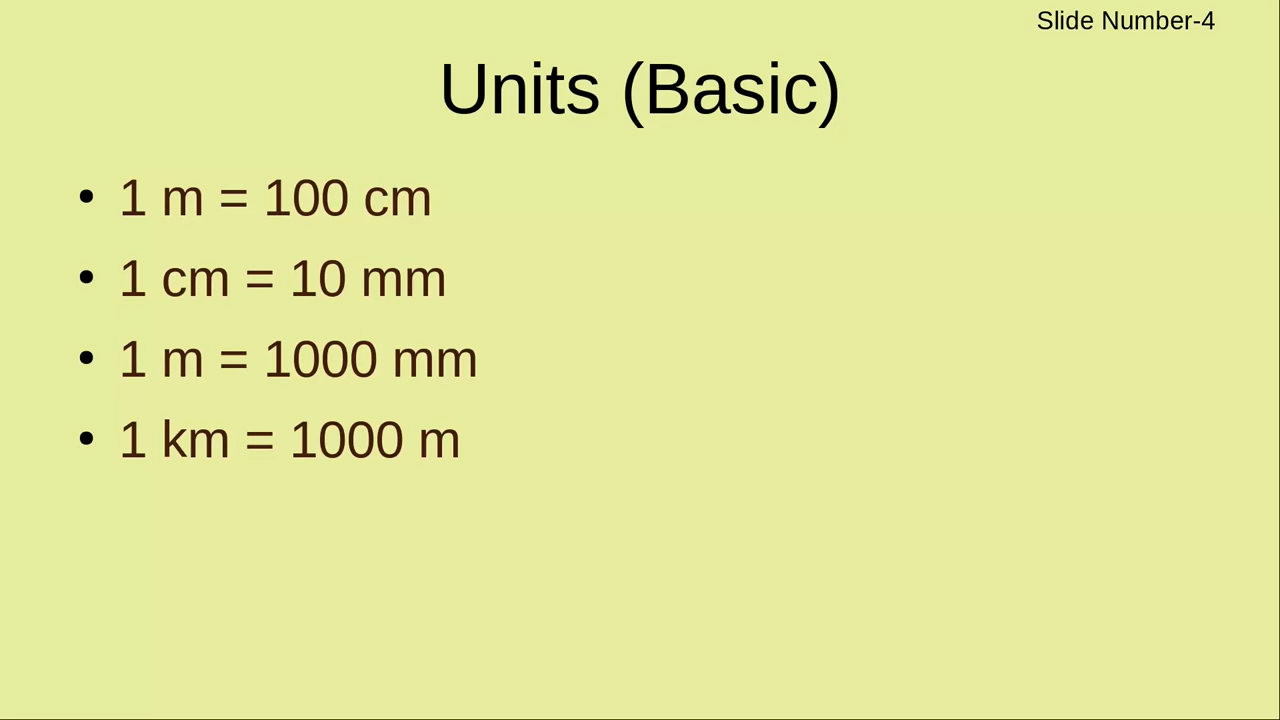 Slide Number-4
Units (Basic)
• 1 m = 100 cm
• 1 cm = 10 mm
• 1 m = 1000 mm
• 1 km = 1000 m